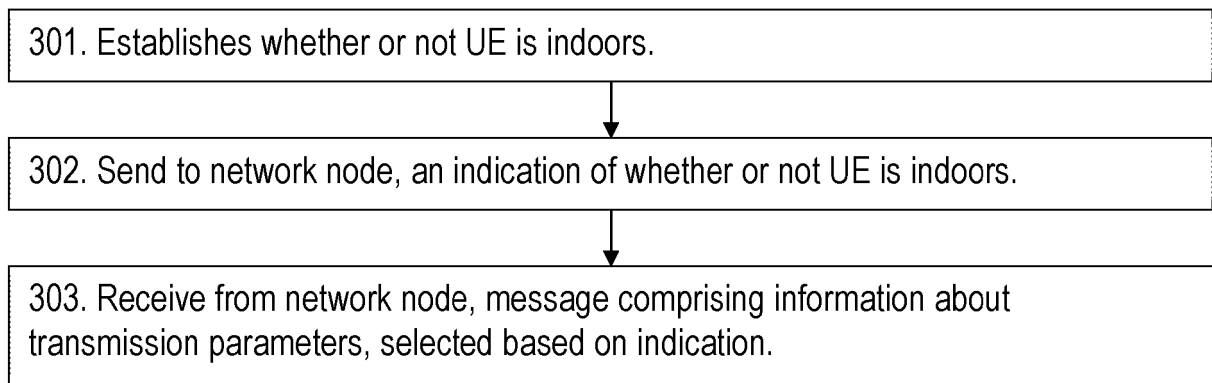 301. Establishes whether or not UE is indoors.
302. Send to network node, an indication of whether or not UE is indoors.
303. Receive from network node, message comprising information about
transmission parameters, selected based on indication.